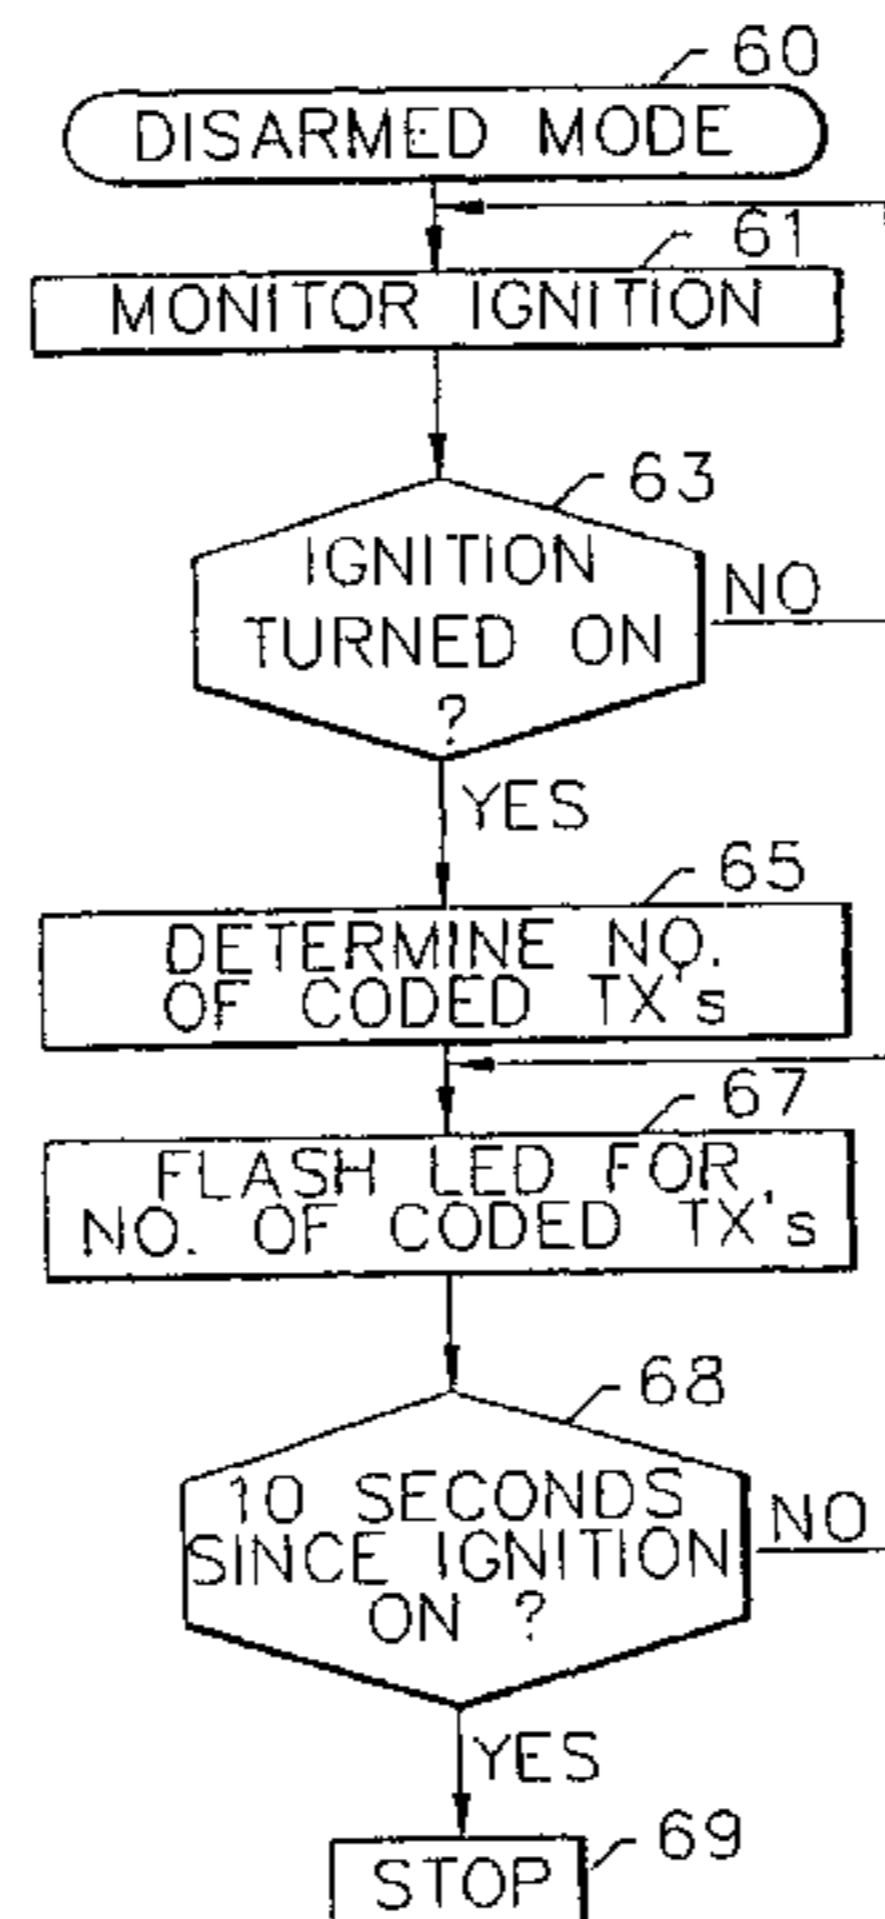 60
DISARMED MODE
61
MONITOR IGNITION
63
IGNITION
TURNED ON
?
NO
YES
65
DETERMINE NO.
OF CODED TX's
67
FLASH LED FOR
NO. OF CODED TX's
68
10 SECONDS
SINCE IGNITION
ON ?
NO
YES
69
STOP